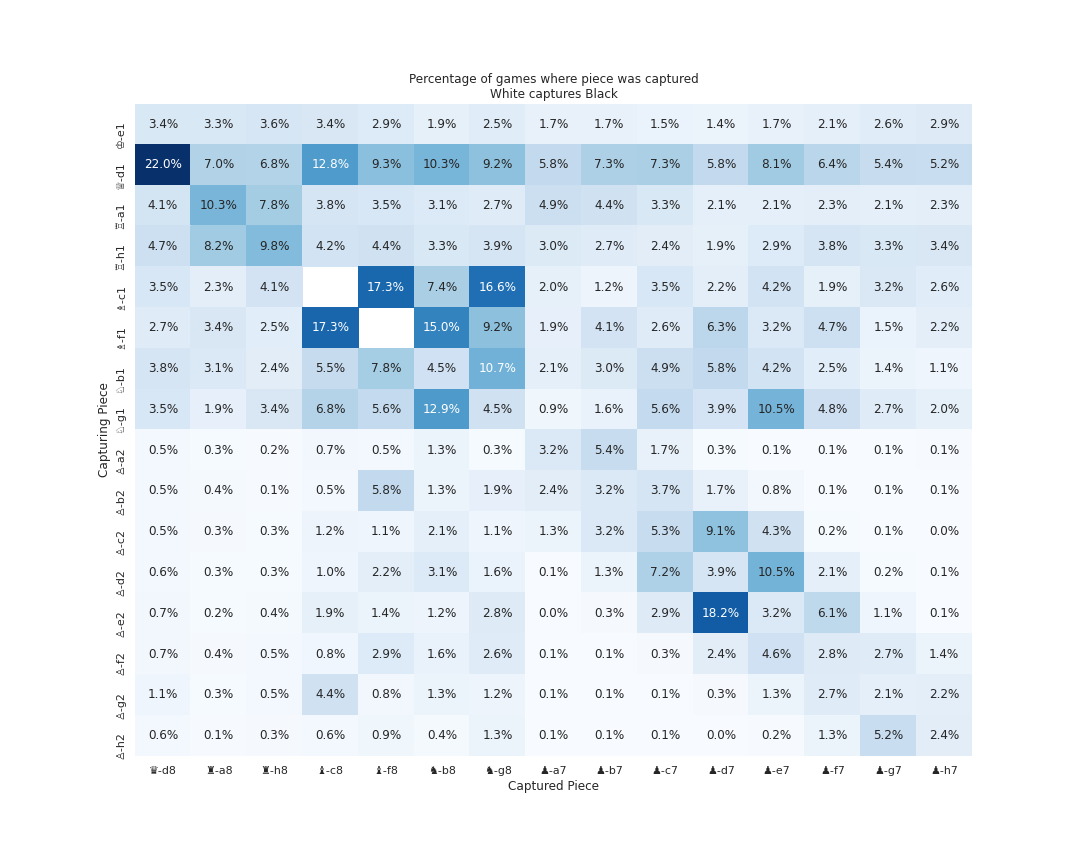 Percentage of games where piece was captured
White captures Black
♔-e1 3.4% 3.3% 3.6% 3.4% 2.9% 1.9% 2.5% 1.7% 1.7% 1.5% 1.4% 1.7% 2.1% 2.6% 2.9%
♕-d1 22.0% 7.0% 6.8% 12.8% 9.3% 10.3% 9.2% 5.8% 7.3% 7.3% 5.8% 8.1% 6.4% 5.4% 5.2%
♖-a1 4.1% 10.3% 7.8% 3.8% 3.5% 3.1% 2.7% 4.9% 4.4% 3.3% 2.1% 2.1% 2.3% 2.1% 2.3%
♖-h1 4.7% 8.2% 9.8% 4.2% 4.4% 3.3% 3.9% 3.0% 2.7% 2.4% 1.9% 2.9% 3.8% 3.3% 3.4%
♗-c1 3.5% 2.3% 4.1% 17.3% 7.4% 16.6% 2.0% 1.2% 3.5% 2.2% 4.2% 1.9% 3.2% 2.6%
♗-f1 2.7% 3.4% 2.5% 17.3% 15.0% 9.2% 1.9% 4.1% 2.6% 6.3% 3.2% 4.7% 1.5% 2.2%
♘-b1 3.8% 3.1% 2.4% 5.5% 7.8% 4.5% 10.7% 2.1% 3.0% 4.9% 5.8% 4.2% 2.5% 1.4% 1.1%
♘-g1 3.5% 1.9% 3.4% 6.8% 5.6% 12.9% 4.5% 0.9% 1.6% 5.6% 3.9% 10.5% 4.8% 2.7% 2.0%
♙-a2 0.5% 0.3% 0.2% 0.7% 0.5% 1.3% 0.3% 3.2% 5.4% 1.7% 0.3% 0.1% 0.1% 0.1% 0.1%
♙-b2 0.5% 0.4% 0.1% 0.5% 5.8% 1.3% 1.9% 2.4% 3.2% 3.7% 1.7% 0.8% 0.1% 0.1% 0.1%
♙-c2 0.5% 0.3% 0.3% 1.2% 1.1% 2.1% 1.1% 1.3% 3.2% 5.3% 9.1% 4.3% 0.2% 0.1% 0.0%
♙-d2 0.6% 0.3% 0.3% 1.0% 2.2% 3.1% 1.6% 0.1% 1.3% 7.2% 3.9% 10.5% 2.1% 0.2% 0.1%
♙-e2 0.7% 0.2% 0.4% 1.9% 1.4% 1.2% 2.8% 0.0% 0.3% 2.9% 18.2% 3.2% 6.1% 1.1% 0.1%
♙-f2 0.7% 0.4% 0.5% 0.8% 2.9% 1.6% 2.6% 0.1% 0.1% 0.3% 2.4% 4.6% 2.8% 2.7% 1.4%
♙-g2 1.1% 0.3% 0.5% 4.4% 0.8% 1.3% 1.2% 0.1% 0.1% 0.1% 0.3% 1.3% 2.7% 2.1% 2.2%
♙-h2 0.6% 0.1% 0.3% 0.6% 0.9% 0.4% 1.3% 0.1% 0.1% 0.1% 0.0% 0.2% 1.3% 5.2% 2.4%
Capturing Piece
♛-d8 ♜-a8 ♜-h8 ♝-c8 ♝-f8 ♞-b8 ♞-g8 ♟-a7 ♟-b7 ♟-c7 ♟-d7 ♟-e7 ♟-f7 ♟-g7 ♟-h7
Captured Piece